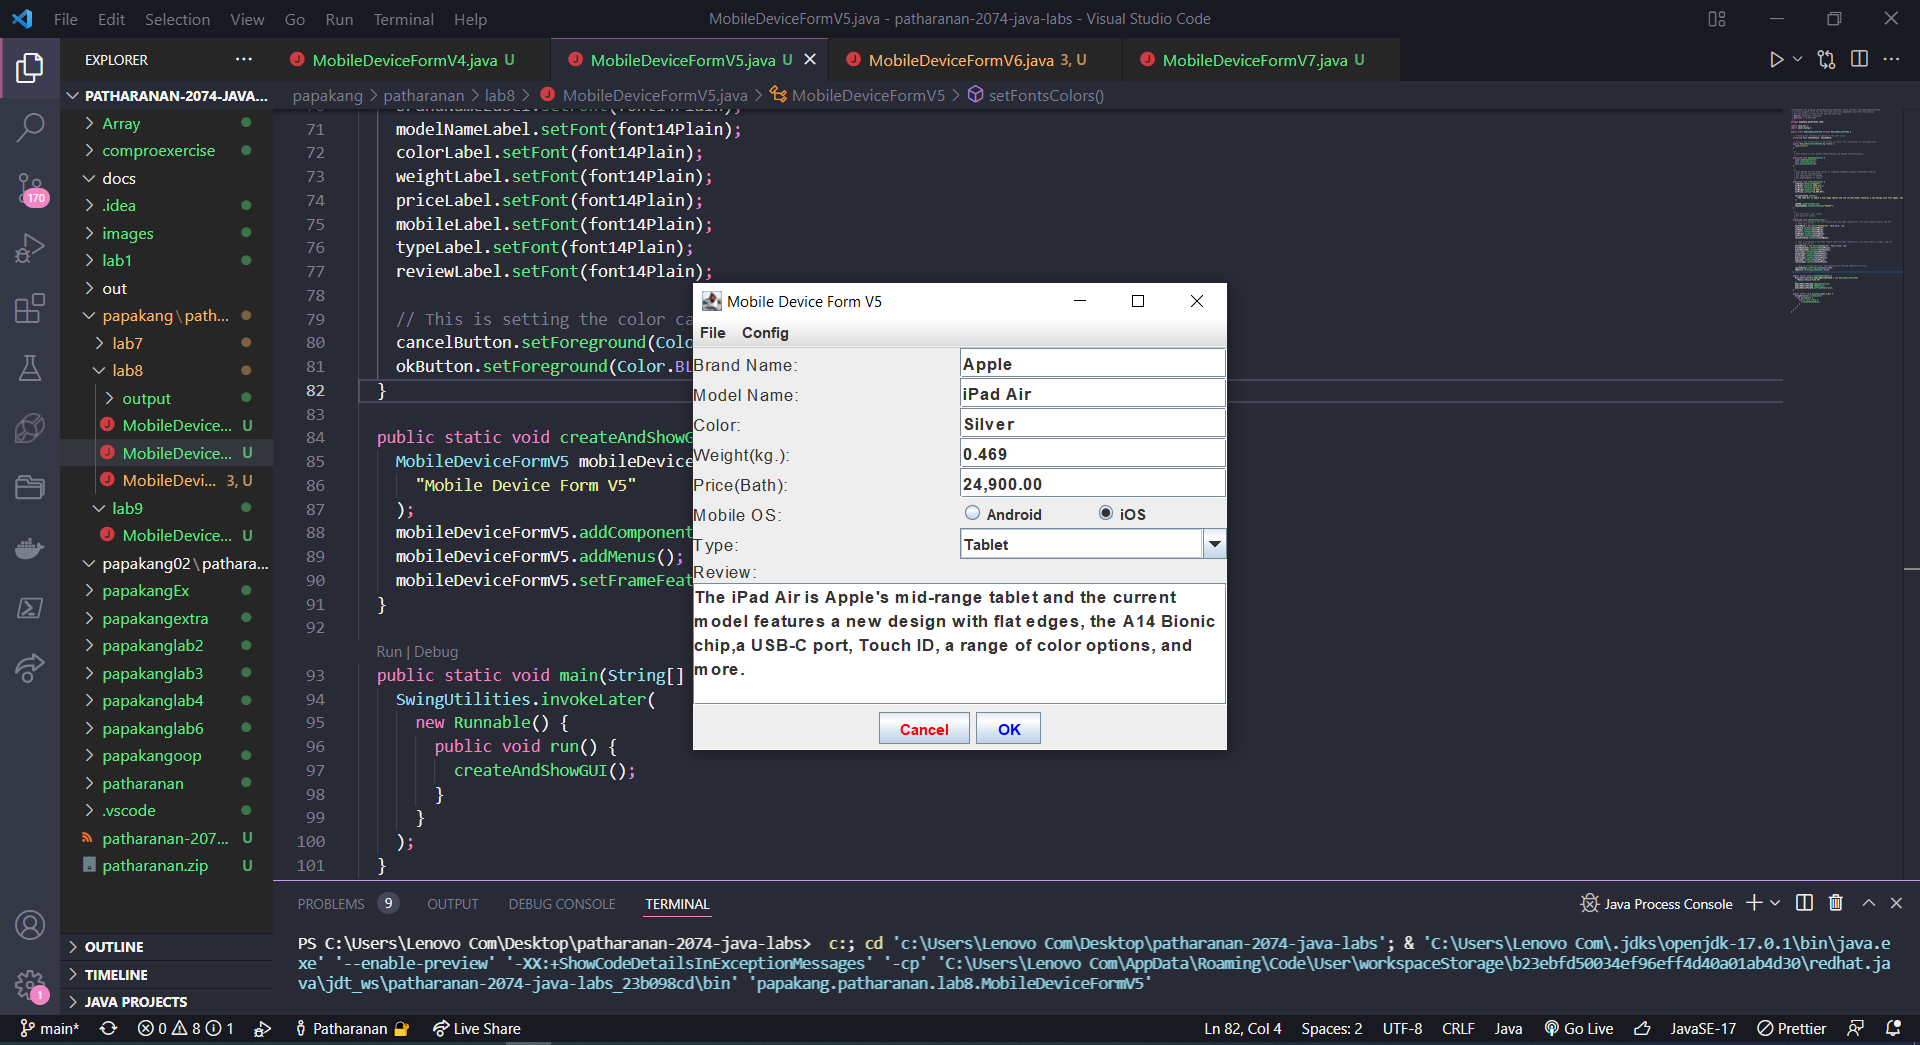 File Edit Selection View Go Run Terminal Help
MobileDeviceFormV5.java - patharanan-2074-java-labs - Visual Studio Code
EXPLORER
MobileDeviceFormV4.java U
MobileDeviceFormV5.java U
MobileDeviceFormV6.java 3, U
MobileDeviceFormV7.java U
papakang > patharanan > lab8 > MobileDeviceFormV5.java > MobileDeviceFormV5 > setFontsColors()
PATHARANAN-2074-JAVA...
Array
comproexercise
docs
.idea
images
lab1
out
papakang\path...
lab7
lab8
output
MobileDevice... U
MobileDevice... U
MobileDevi... 3, U
lab9
MobileDevice... U
papakang02\pathara...
papakangEx
papakangextra
papakanglab2
papakanglab3
papakanglab4
papakanglab6
papakangoop
patharanan
.vscode
patharanan-207... U
patharanan.zip U
OUTLINE
TIMELINE
JAVA PROJECTS
170
1
71 modelNameLabel.setFont(font14Plain);
72 colorLabel.setFont(font14Plain);
73 weightLabel.setFont(font14Plain);
74 priceLabel.setFont(font14Plain);
75 mobileLabel.setFont(font14Plain);
76 typeLabel.setFont(font14Plain);
77 reviewLabel.setFont(font14Plain);
78
79 // This is setting the color ca
80 cancelButton.setForeground(Colo
81 okButton.setForeground(Color.BL
82 }
83
84 public static void createAndShowG
85 MobileDeviceFormV5 mobileDevice
86 "Mobile Device Form V5"
87 );
88 mobileDeviceFormV5.addComponent
89 mobileDeviceFormV5.addMenus();
90 mobileDeviceFormV5.setFrameFeat
91 }
92
Run | Debug
93 public static void main(String[]
94 SwingUtilities.invokeLater(
95 new Runnable() {
96 public void run() {
97 createAndShowGUI();
98 }
99 }
100 );
101 }
Mobile Device Form V5
File Config
Brand Name: Apple
Model Name: iPad Air
Color: Silver
Weight(kg.): 0.469
Price(Bath): 24,900.00
Mobile OS: Android iOS
Type: Tablet
Review:
The iPad Air is Apple's mid-range tablet and the current
model features a new design with flat edges, the A14 Bionic
chip,a USB-C port, Touch ID, a range of color options, and
more.
Cancel OK
PROBLEMS 9 OUTPUT DEBUG CONSOLE TERMINAL
Java Process Console
PS C:\Users\Lenovo Com\Desktop\patharanan-2074-java-labs> c:; cd 'c:\Users\Lenovo Com\Desktop\patharanan-2074-java-labs'; & 'C:\Users\Lenovo Com\.jdks\openjdk-17.0.1\bin\java.e
xe' '--enable-preview' '-XX:+ShowCodeDetailsInExceptionMessages' '-cp' 'C:\Users\Lenovo Com\AppData\Roaming\Code\User\workspaceStorage\b23ebfd50034ef96eff4d40a01ab4d30\redhat.ja
va\jdt_ws\patharanan-2074-java-labs_23b098cd\bin' 'papakang.patharanan.lab8.MobileDeviceFormV5'
main* 0 8 1 Patharanan Live Share
Ln 82, Col 4 Spaces: 2 UTF-8 CRLF Java Go Live JavaSE-17 Prettier